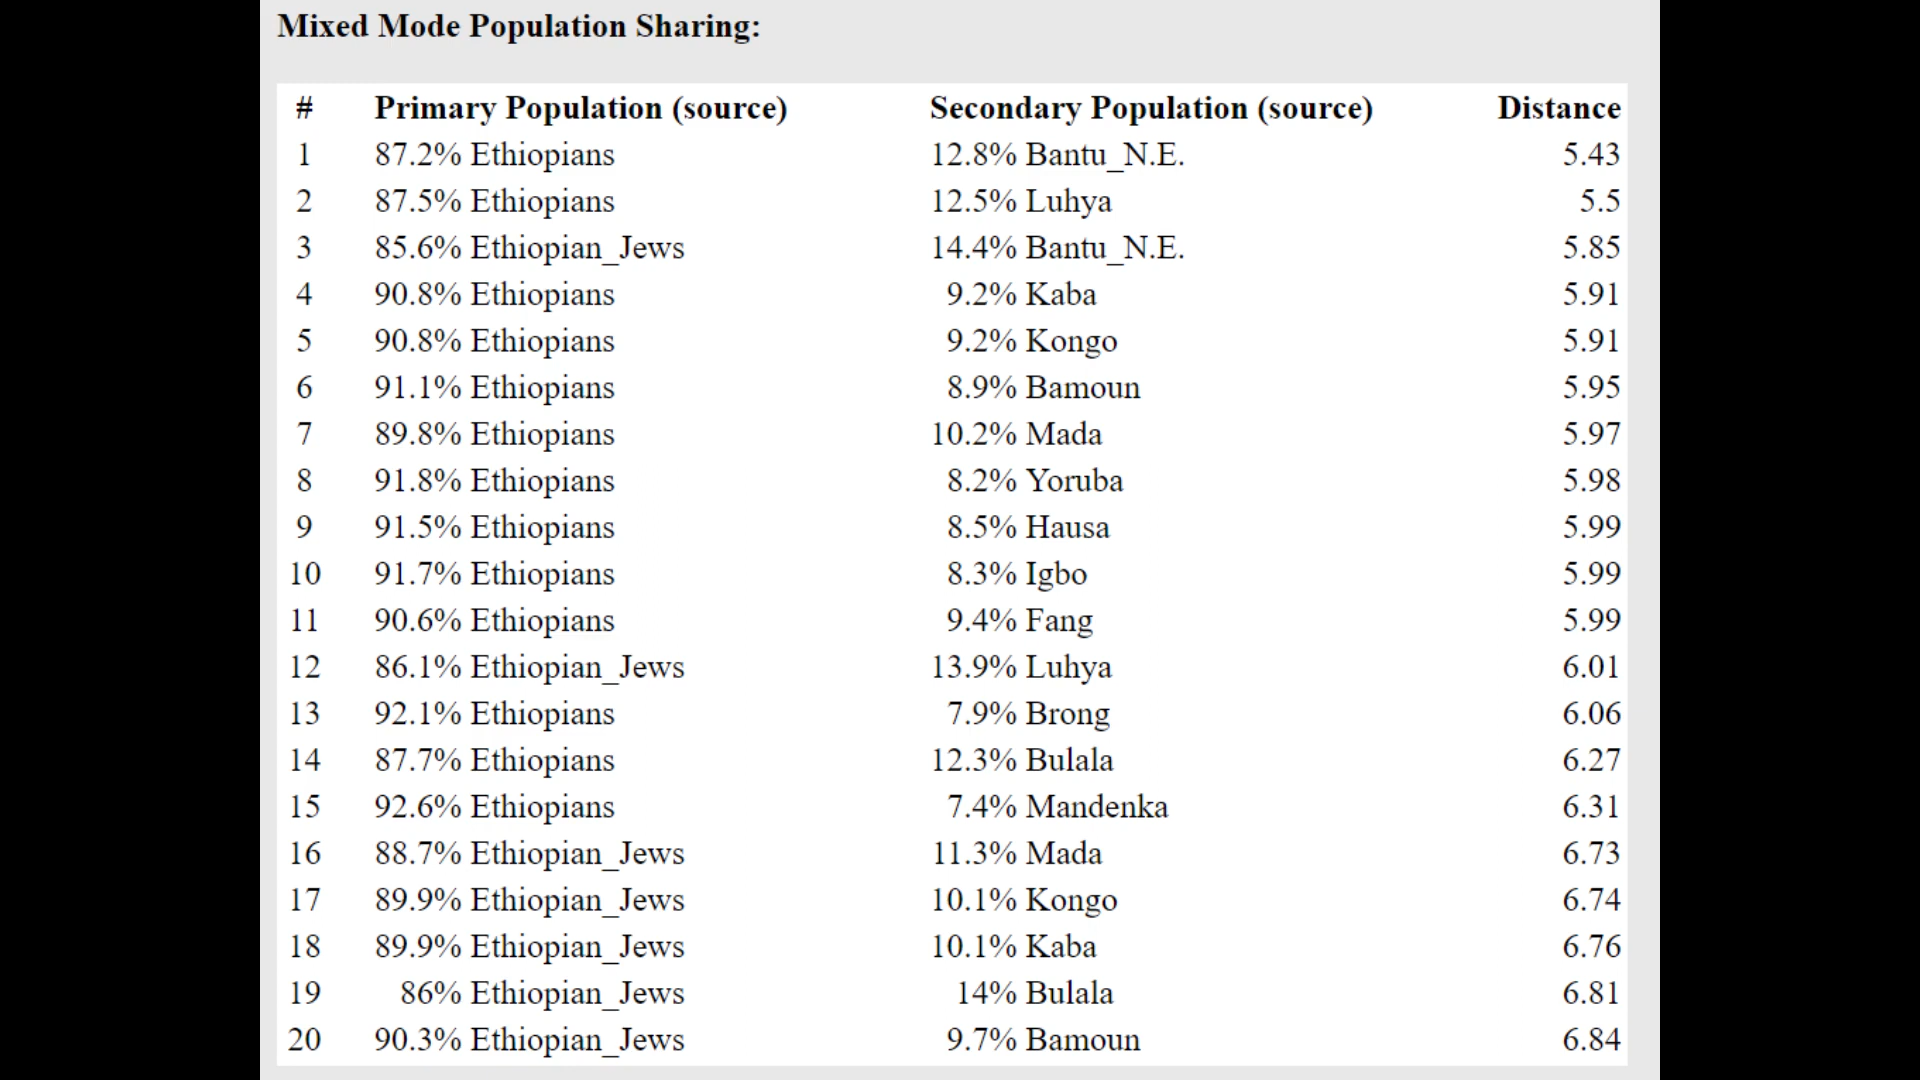 Mixed Mode Population Sharing:
# Primary Population (source) Secondary Population (source) Distance
1 87.2% Ethiopians 12.8% Bantu_N.E. 5.43
2 87.5% Ethiopians 12.5% Luhya 5.5
3 85.6% Ethiopian_Jews 14.4% Bantu_N.E. 5.85
4 90.8% Ethiopians 9.2% Kaba 5.91
5 90.8% Ethiopians 9.2% Kongo 5.91
6 91.1% Ethiopians 8.9% Bamoun 5.95
7 89.8% Ethiopians 10.2% Mada 5.97
8 91.8% Ethiopians 8.2% Yoruba 5.98
9 91.5% Ethiopians 8.5% Hausa 5.99
10 91.7% Ethiopians 8.3% Igbo 5.99
11 90.6% Ethiopians 9.4% Fang 5.99
12 86.1% Ethiopian_Jews 13.9% Luhya 6.01
13 92.1% Ethiopians 7.9% Brong 6.06
14 87.7% Ethiopians 12.3% Bulala 6.27
15 92.6% Ethiopians 7.4% Mandenka 6.31
16 88.7% Ethiopian_Jews 11.3% Mada 6.73
17 89.9% Ethiopian_Jews 10.1% Kongo 6.74
18 89.9% Ethiopian_Jews 10.1% Kaba 6.76
19 86% Ethiopian_Jews 14% Bulala 6.81
20 90.3% Ethiopian_Jews 9.7% Bamoun 6.84